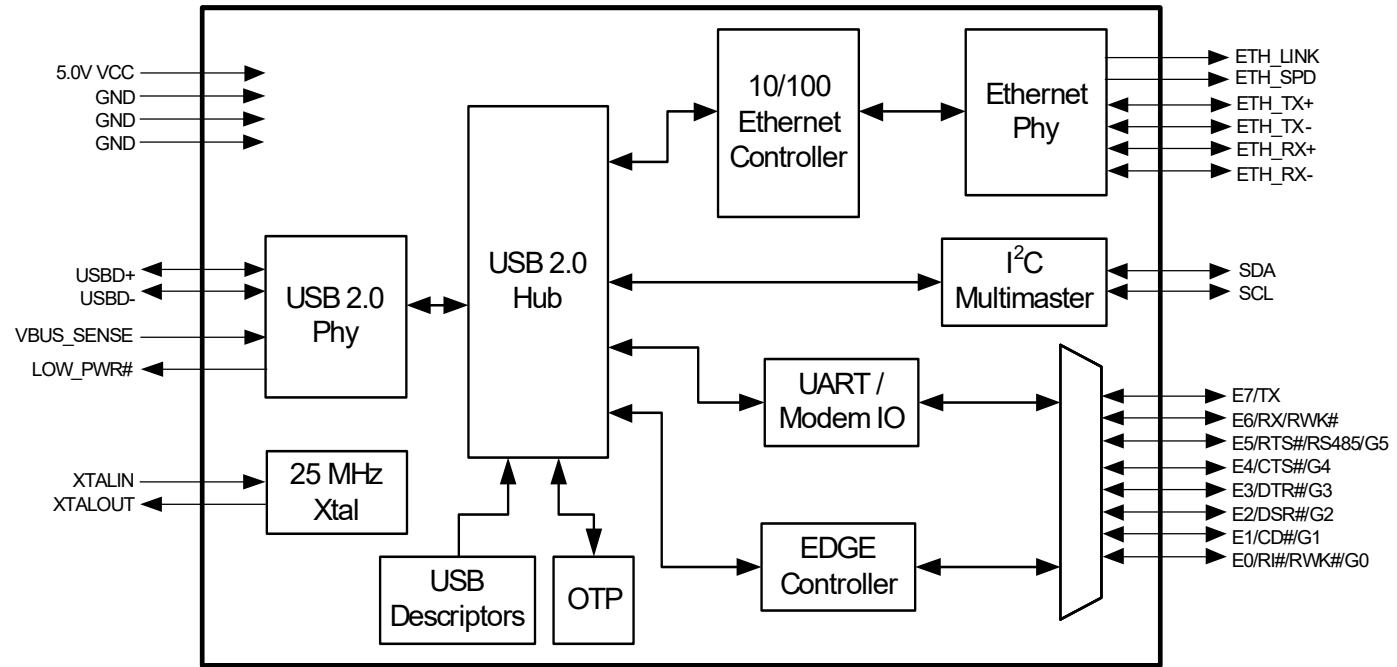 5.0V VCC
GND
GND
GND
USBD+
USBD-
VBUS_SENSE
LOW_PWR#
XTALIN
XTALOUT
USB 2.0
Phy
25 MHz
Xtal
USB 2.0
Hub
USB
Descriptors
OTP
10/100
Ethernet
Controller
Ethernet
Phy
I²C
Multimaster
UART /
Modem IO
EDGE
Controller
ETH_LINK
ETH_SPD
ETH_TX+
ETH_TX-
ETH_RX+
ETH_RX-
SDA
SCL
E7/TX
E6/RX/RWK#
E5/RTS#/RS485/G5
E4/CTS#/G4
E3/DTR#/G3
E2/DSR#/G2
E1/CD#/G1
E0/RI#/RWK#/G0